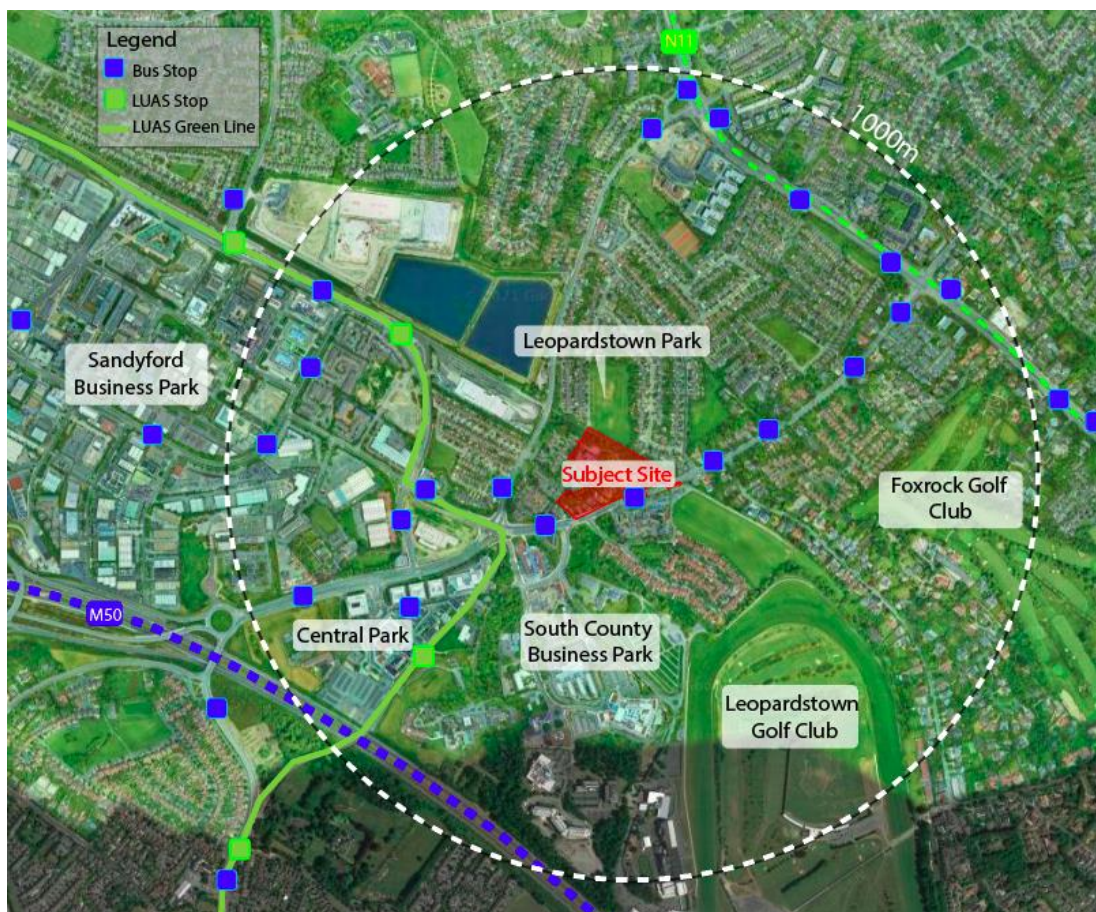 Legend
Bus Stop
LUAS Stop
LUAS Green Line
N11
1000m
Leopardstown Park
Sandyford
Business Park
Subject Site
Foxrock Golf
Club
M50
Central Park
South County
Business Park
Leopardstown
Golf Club